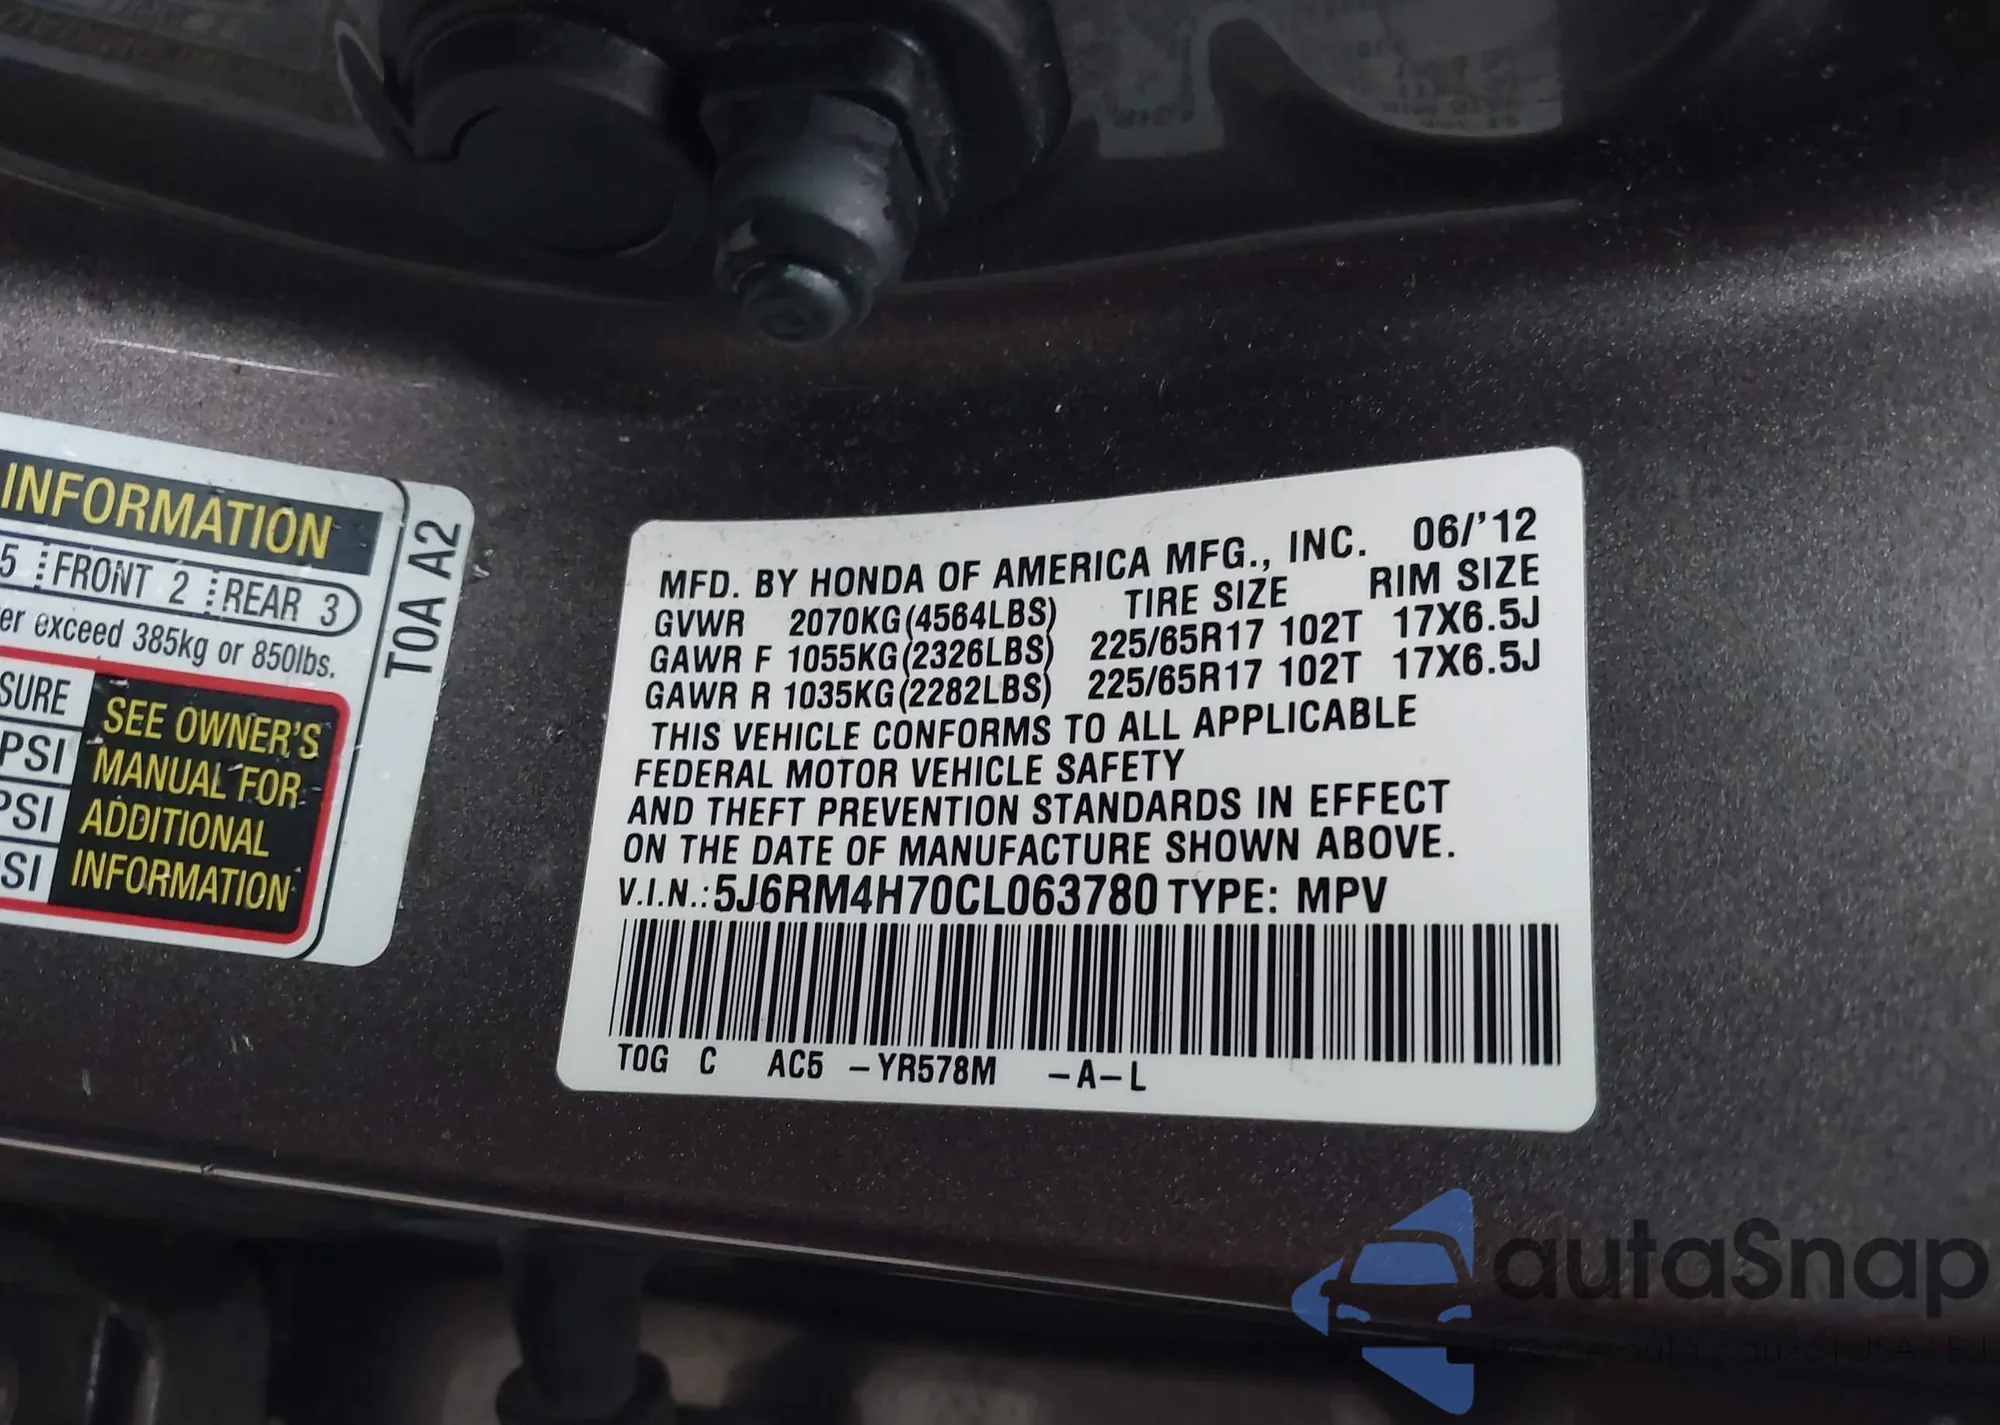 INFORMATION
5 FRONT 2 REAR 3
er exceed 385kg or 850lbs.
SURE
PSI
PSI
SI
SEE OWNER'S
MANUAL FOR
ADDITIONAL
INFORMATION
T0A A2
MFD. BY HONDA OF AMERICA MFG., INC. 06/'12
GVWR 2070KG(4564LBS) TIRE SIZE RIM SIZE
GAWR F 1055KG(2326LBS) 225/65R17 102T 17X6.5J
GAWR R 1035KG(2282LBS) 225/65R17 102T 17X6.5J
THIS VEHICLE CONFORMS TO ALL APPLICABLE
FEDERAL MOTOR VEHICLE SAFETY
AND THEFT PREVENTION STANDARDS IN EFFECT
ON THE DATE OF MANUFACTURE SHOWN ABOVE.
V.I.N.:5J6RM4H70CL063780 TYPE: MPV
T0G C AC5 -YR578M -A-L
autaSnap